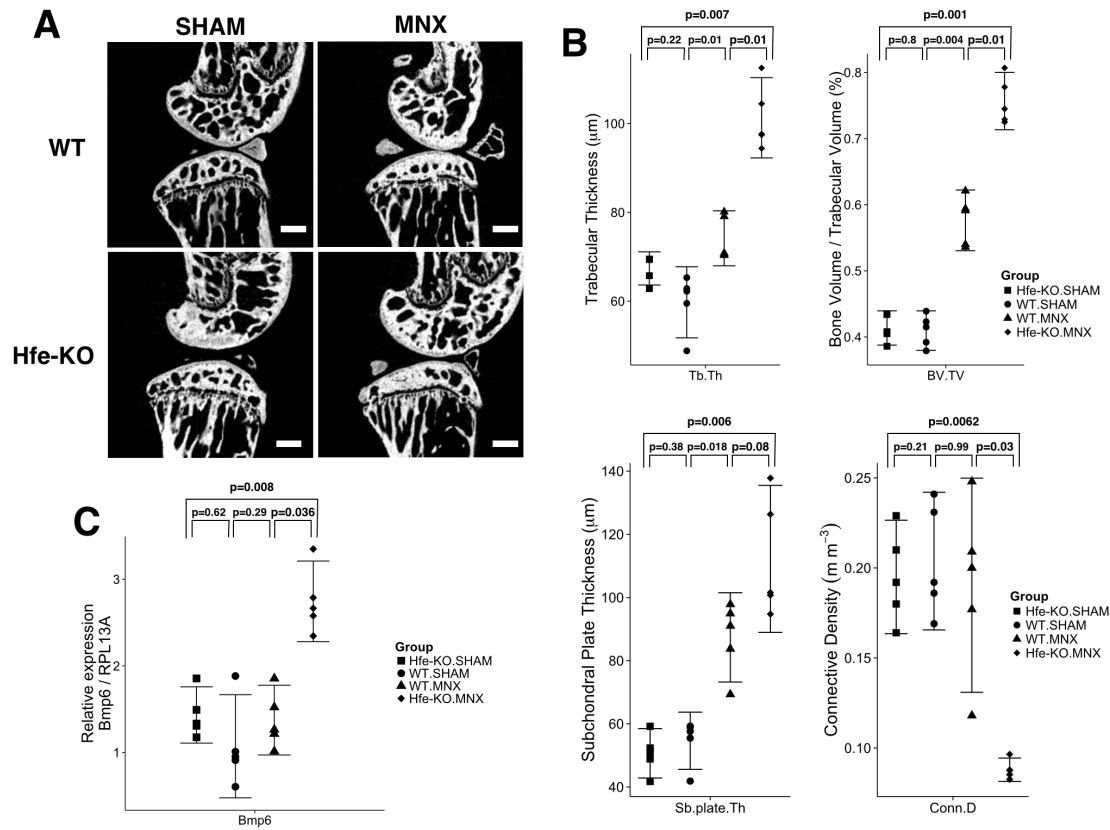 A
SHAM
MNX
WT
Hfe-KO
B
p=0.007
p=0.22
p=0.01
p=0.01
Trabecular Thickness (μm)
100
80
60
Tb.Th
p=0.001
p=0.8
p=0.004
p=0.01
Bone Volume / Trabecular Volume (%)
0.8
0.7
0.6
0.5
0.4
BV.TV
Group
Hfe-KO.SHAM
WT.SHAM
WT.MNX
Hfe-KO.MNX
p=0.006
p=0.38
p=0.018
p=0.08
Subchondral Plate Thickness (μm)
140
120
100
80
60
40
Sb.plate.Th
p=0.0062
p=0.21
p=0.99
p=0.03
Connective Density (m m⁻³)
0.25
0.20
0.15
0.10
Conn.D
Group
Hfe-KO.SHAM
WT.SHAM
WT.MNX
Hfe-KO.MNX
C
p=0.008
p=0.62
p=0.29
p=0.036
Relative expression
Bmp6 / RPL13A
3
2
1
Bmp6
Group
Hfe-KO.SHAM
WT.SHAM
WT.MNX
Hfe-KO.MNX